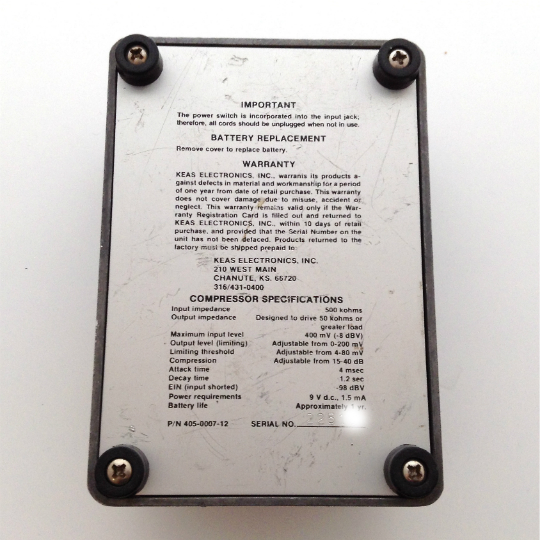 IMPORTANT
The power switch is incorporated into the input jack;
therefore, all cords should be unplugged when not in use.
BATTERY REPLACEMENT
Remove cover to replace battery.
WARRANTY
KEAS ELECTRONICS, INC., warrants its products a-
gainst defects in material and workmanship for a period
of one year from date of retail purchase. This warranty
does not cover damage due to misuse, accident or
neglect. This warranty remains valid only if the War-
ranty Registration Card is filled out and returned to
KEAS ELECTRONICS, INC., within 10 days of retail
purchase, and provided that the Serial Number on the
unit has not been defaced. Products returned to the
factory must be shipped prepaid to:
KEAS ELECTRONICS, INC.
210 WEST MAIN
CHANUTE, KS. 66720
316/431-0400
COMPRESSOR SPECIFICATIONS
Input impedance 500 kohms
Output impedance Designed to drive 50 kohms or
greater load
Maximum input level 400 mV (-8 dBV)
Output level (limiting) Adjustable from 0-200 mV
Limiting threshold Adjustable from 4-80 mV
Compression Adjustable from 15-40 dB
Attack time 4 msec
Decay time 1.2 sec
EIN (input shorted) -98 dBV
Power requirements 9 V d.c., 1.5 mA
Battery life Approximately yr.
P/N 405-0007-12 SERIAL NO.